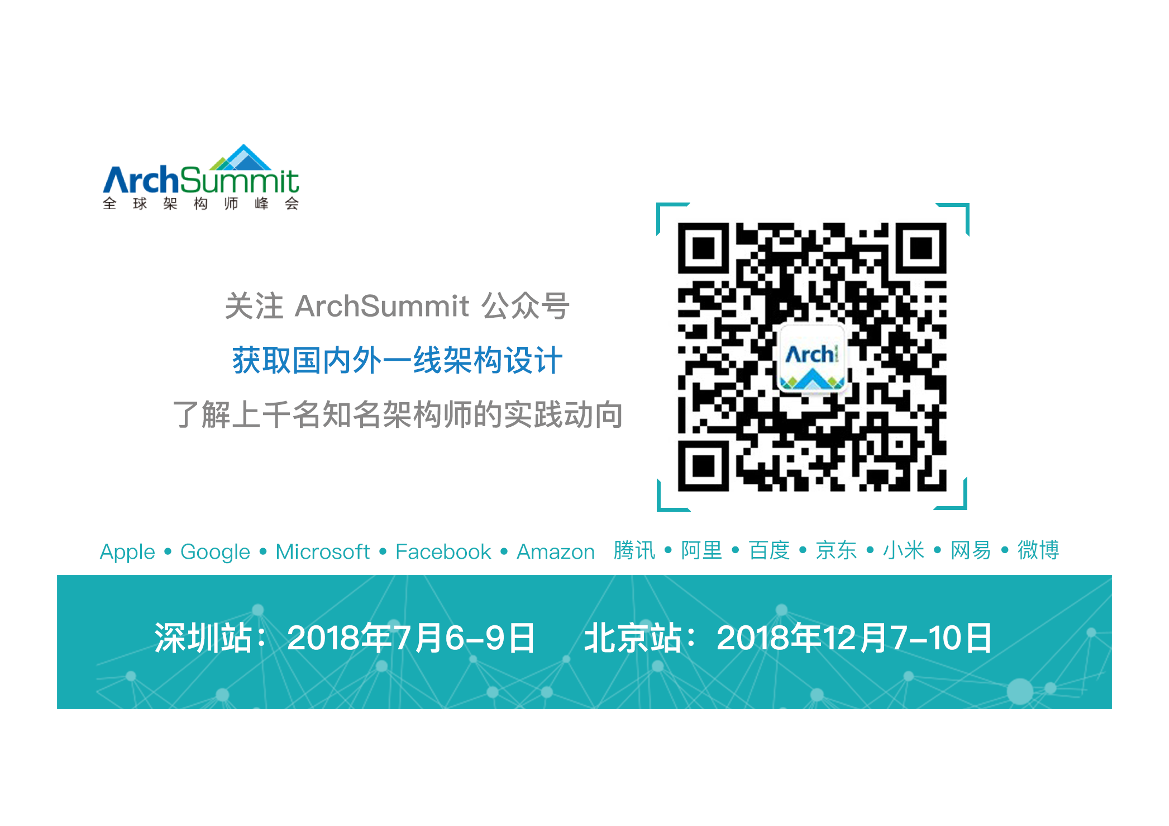 ArchSummit
全球架构师峰会
关注 ArchSummit 公众号
获取国内外一线架构设计
了解上千名知名架构师的实践动向
Arch
Apple • Google • Microsoft • Facebook • Amazon 腾讯 • 阿里 • 百度 • 京东 • 小米 • 网易 • 微博
深圳站：2018年7月6-9日 北京站：2018年12月7-10日